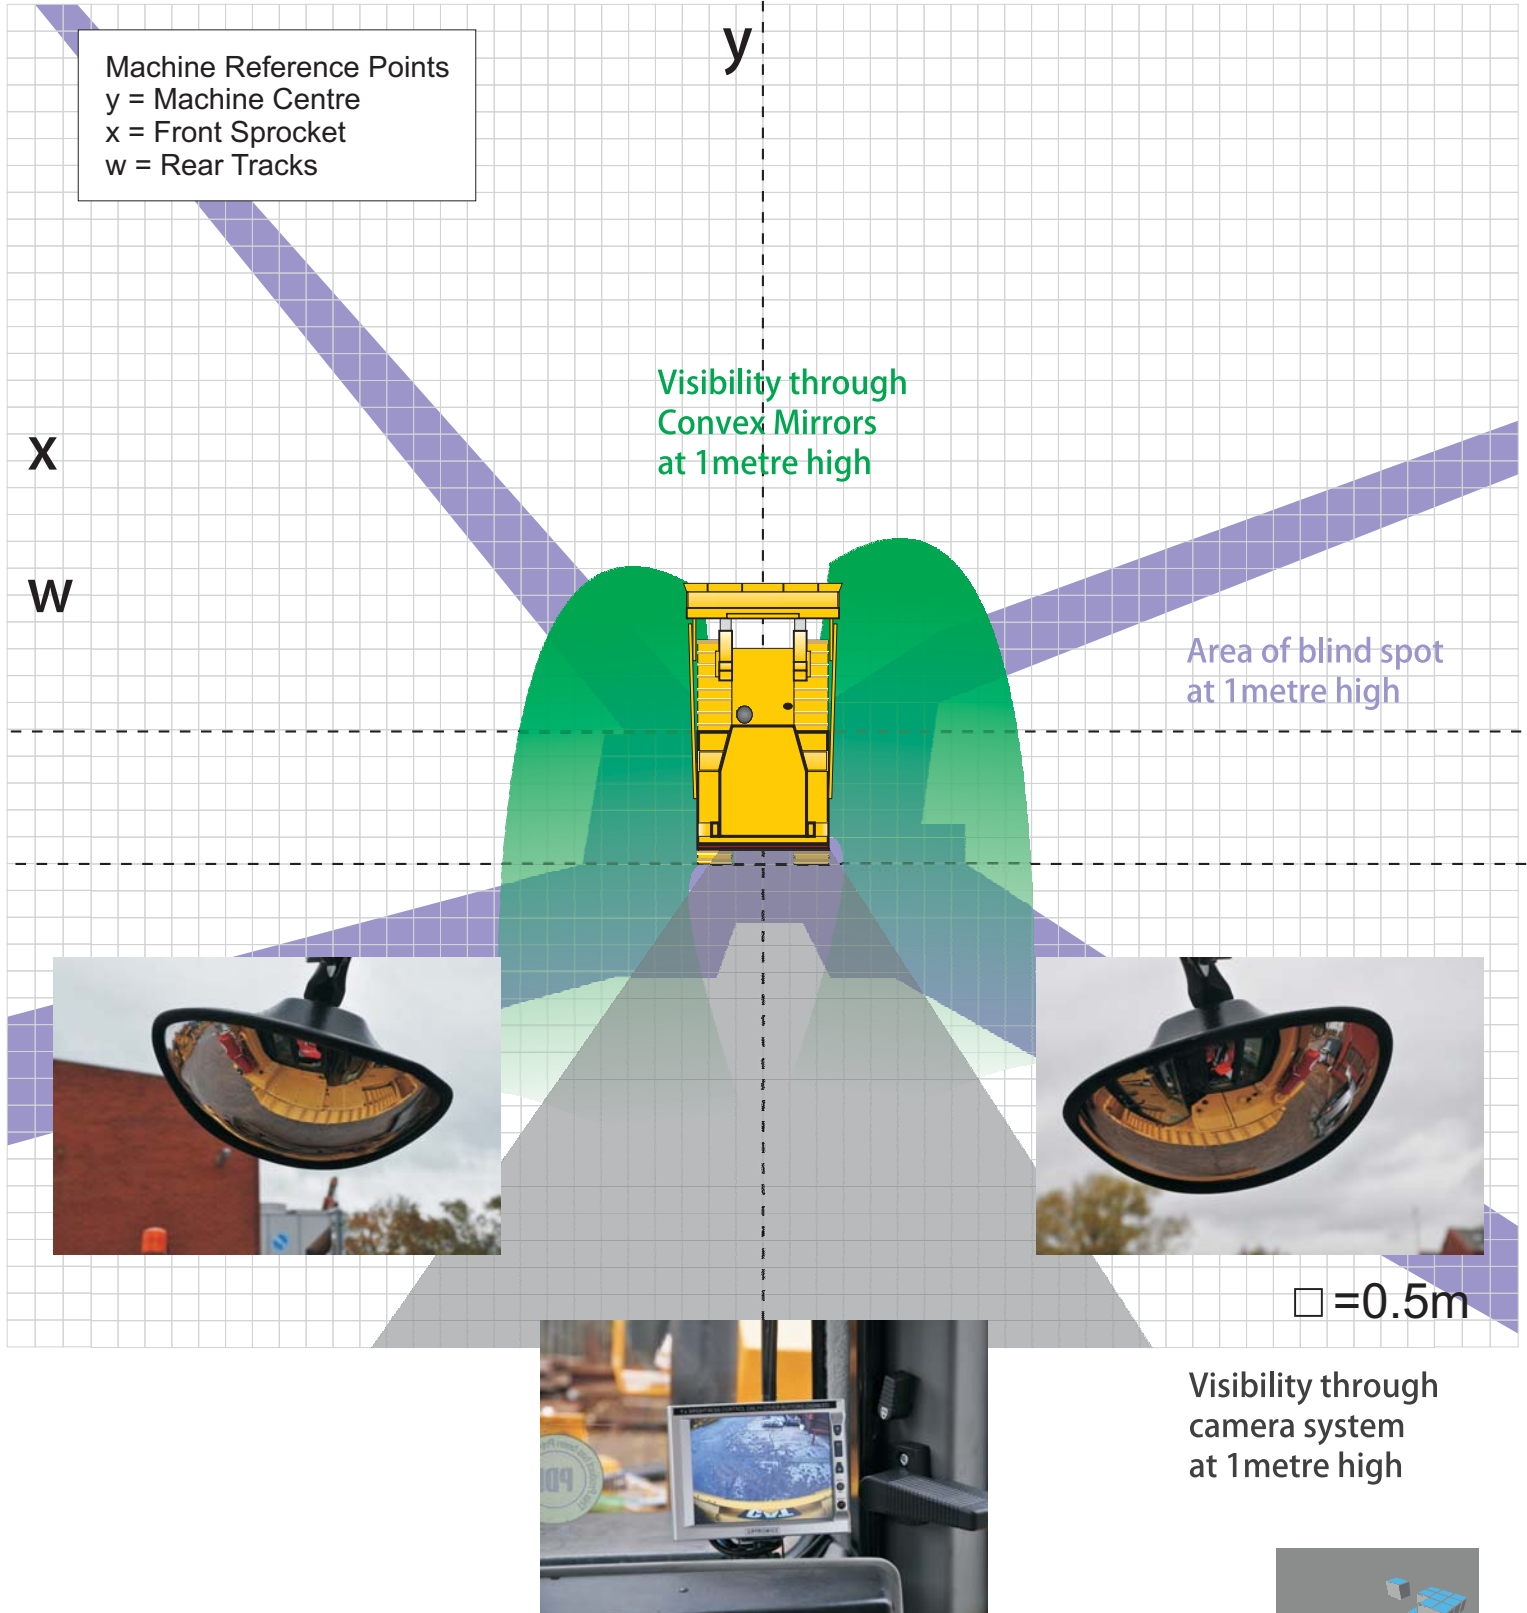 y
Machine Reference Points
y = Machine Centre
x = Front Sprocket
w = Rear Tracks
Visibility through
Convex Mirrors
at 1metre high
x
w
Area of blind spot
at 1metre high
=0.5m
Visibility through
camera system
at 1metre high
CAT